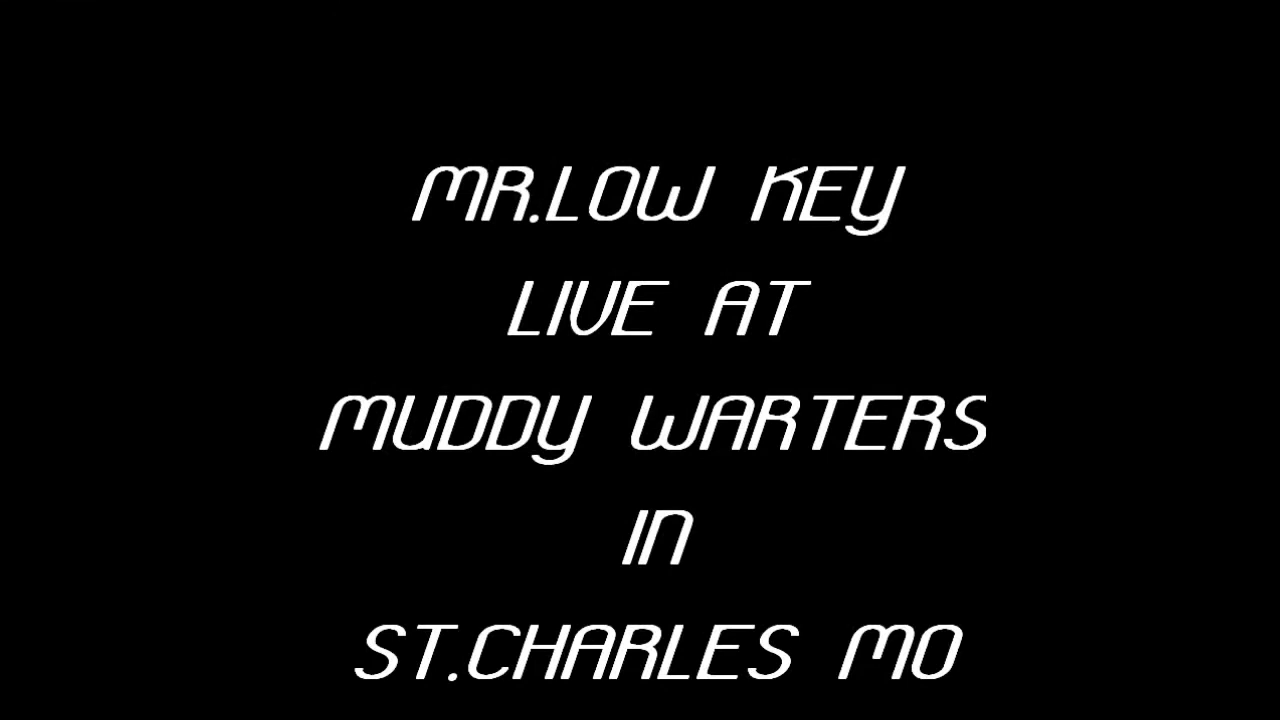 MR.LOW KEY
LIVE AT
MUDDY WARTERS
IN
ST.CHARLES MO